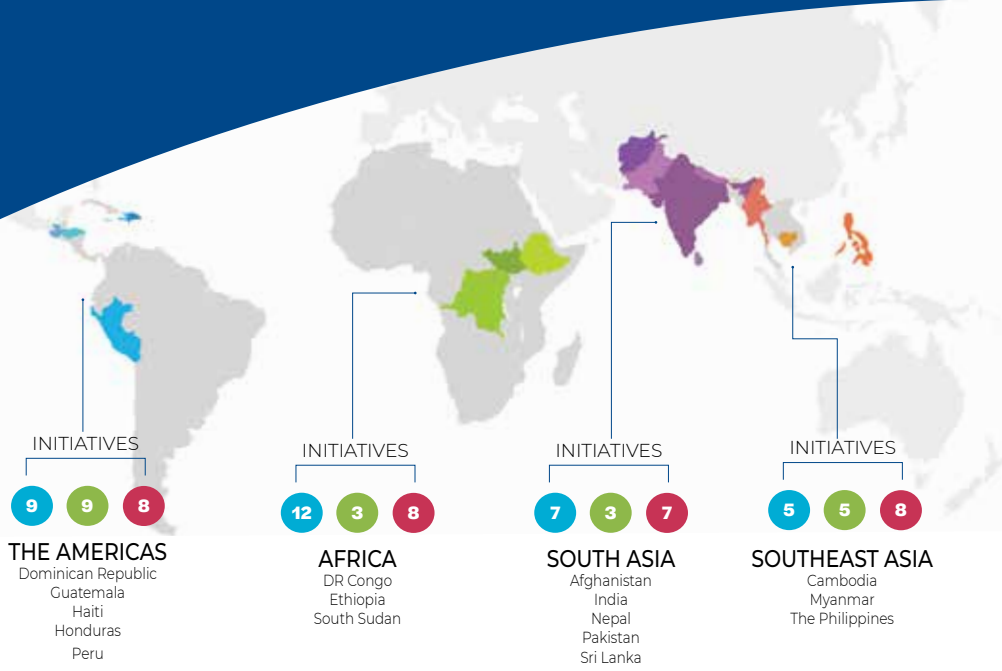 INITIATIVES
9 9 8
THE AMERICAS
Dominican Republic
Guatemala
Haiti
Honduras
Peru
INITIATIVES
12 3 8
AFRICA
DR Congo
Ethiopia
South Sudan
INITIATIVES
7 3 7
SOUTH ASIA
Afghanistan
India
Nepal
Pakistan
Sri Lanka
INITIATIVES
5 5 8
SOUTHEAST ASIA
Cambodia
Myanmar
The Philippines